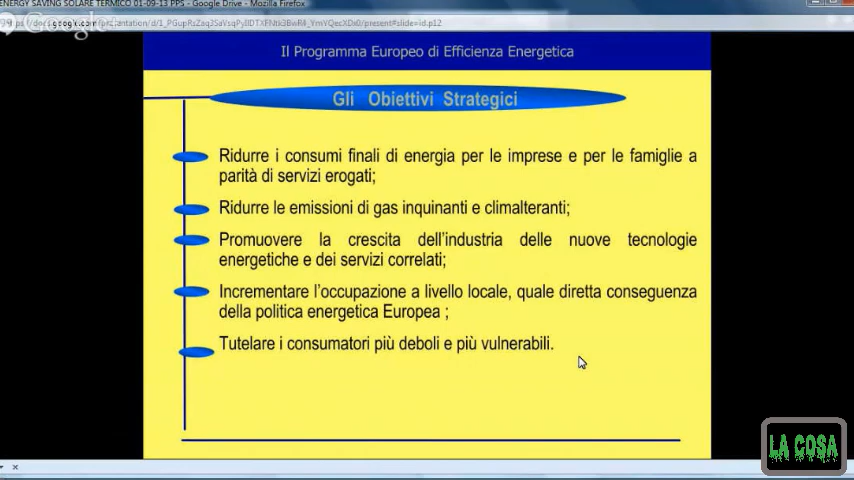 ENERGY SAVING SOLARE TERMICO 01-09-13 PPS - Google Drive - Mozilla Firefox
Google+
Il Programma Europeo di Efficienza Energetica
Gli Obiettivi Strategici
Ridurre i consumi finali di energia per le imprese e per le famiglie a
parità di servizi erogati;
Ridurre le emissioni di gas inquinanti e climalteranti;
Promuovere la crescita dell'industria delle nuove tecnologie
energetiche e dei servizi correlati;
Incrementare l'occupazione a livello locale, quale diretta conseguenza
della politica energetica Europea ;
Tutelare i consumatori più deboli e più vulnerabili.
LA COSA